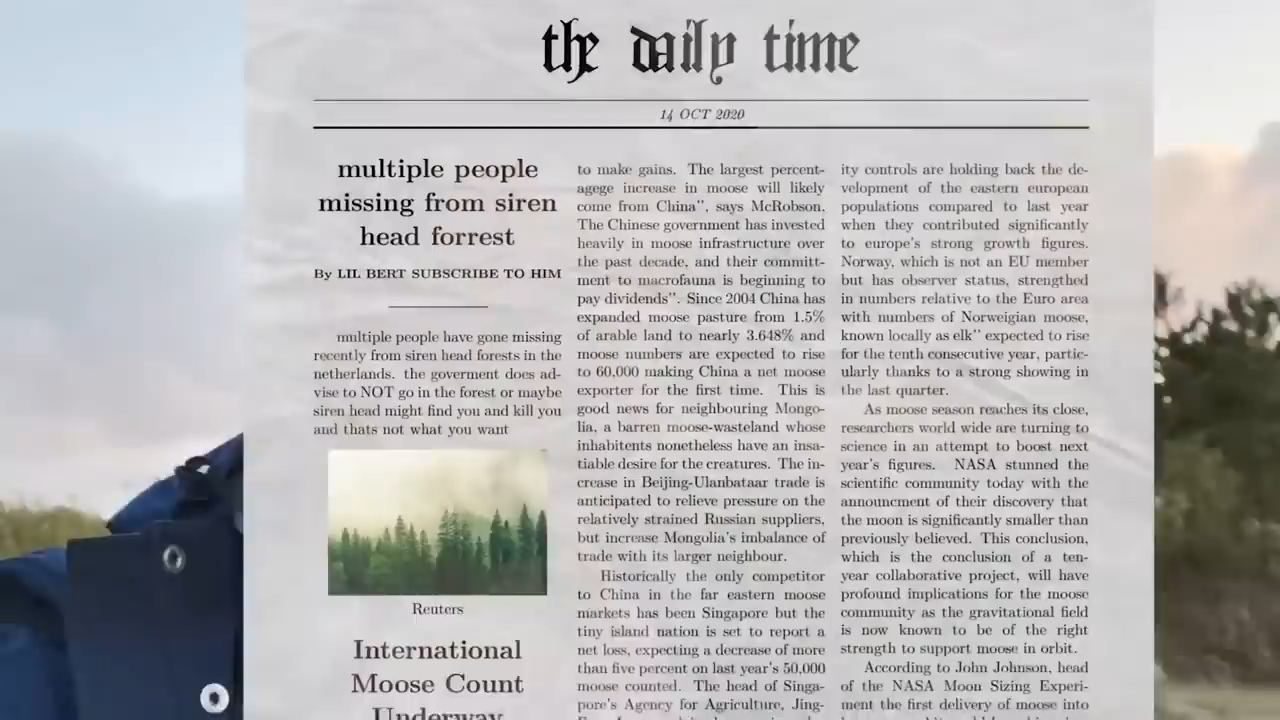 the daily time
14 OCT 2020
multiple people
missing from siren
head forrest
By LIL BERT SUBSCRIBE TO HIM
multiple people have gone missing
recently from siren head forests in the
netherlands. the goverment does ad-
vise to NOT go in the forest or maybe
siren head might find you and kill you
and thats not what you want
Reuters
International
Moose Count
Underway
to make gains. The largest percent-
agege increase in moose will likely
come from China", says McRobson,
The Chinese government has invested
heavily in moose infrastructure over
the past decade, and their committ-
ment to macrofauna is beginning to
pay dividends". Since 2004 China has
expanded moose pasture from 1.5%
of arable land to nearly 3.648% and
moose numbers are expected to rise
to 60,000 making China a net moose
exporter for the first time. This is
good news for neighbouring Mongo-
lia, a barren moose-wasteland whose
inhabitents nonetheless have an insa-
tiable desire for the creatures. The in-
crease in Beijing-Ulanbataar trade is
anticipated to relieve pressure on the
relatively strained Russian suppliers,
but increase Mongolia's imbalance of
trade with its larger neighbour.
Historically the only competitor
to China in the far eastern moose
markets has been Singapore but the
tiny island nation is set to report a
net loss, expecting a decrease of more
than five percent on last year's 50,000
moose counted. The head of Singa-
pore's Agency for Agriculture, Jing-
ity controls are holding back the de-
velopment of the eastern european
populations compared to last year
when they contributed significantly
to europe's strong growth figures.
Norway, which is not an EU member
but has observer status, strengthed
in numbers relative to the Euro area
with numbers of Norweigian moose,
known locally as elk" expected to rise
for the tenth consecutive year, partic-
ularly thanks to a strong showing in
the last quarter.
As moose season reaches its close,
researchers world wide are turning to
science in an attempt to boost next
year's figures. NASA stunned the
scientific community today with the
announcment of their discovery that
the moon is significantly smaller than
previously believed. This conclusion,
which is the conclusion of a ten-
year collaborative project, will have
profound implications for the moose
community as the gravitational field
is now known to be of the right
strength to support moose in orbit.
According to John Johnson, head
of the NASA Moon Sizing Experi-
ment the first delivery of moose into